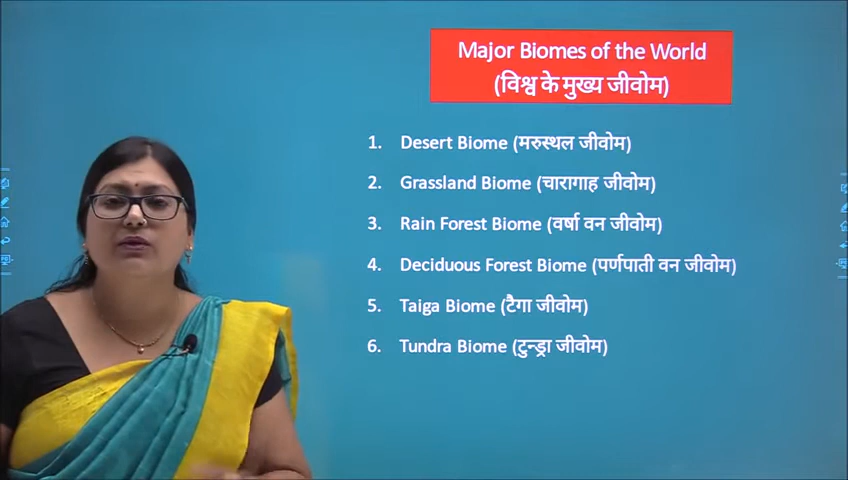 Major Biomes of the World
(विश्व के मुख्य जीवोम)
1. Desert Biome (मरुस्थल जीवोम)
2. Grassland Biome (चारागाह जीवोम)
3. Rain Forest Biome (वर्षा वन जीवोम)
4. Deciduous Forest Biome (पर्णपाती वन जीवोम)
5. Taiga Biome (टैगा जीवोम)
6. Tundra Biome (टुन्ड्रा जीवोम)